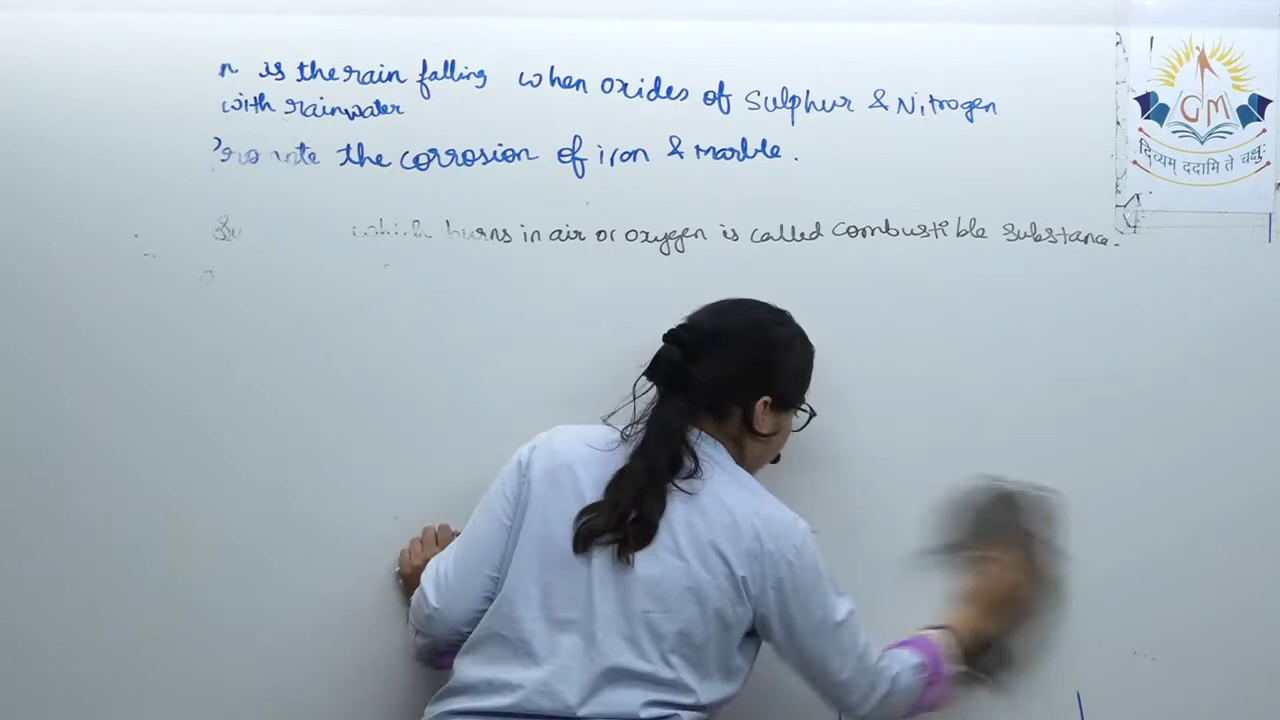 is the rain falling when oxides of Sulphur & Nitrogen
with rainwater
the corrosion of iron & Marble.
which burns in air or oxygen is called combustible substance.
GM
दिव्यम् ददामि ते चक्षुः